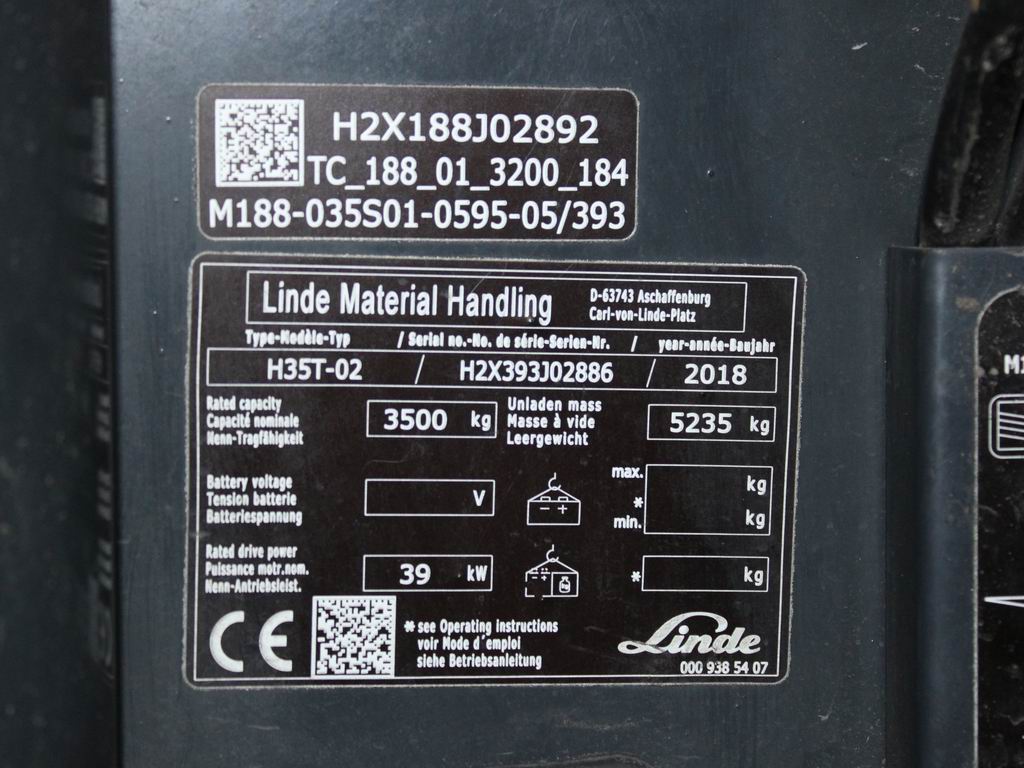 H2X188J02892
TC_188_01_3200_184
M188-035S01-0595-05/393
Linde Material Handling
D-63743 Aschaffenburg
Carl-von-Linde-Platz
Type-Modèle-Typ / Serial no.-No. de série-Serien-Nr. / year-année-Baujahr
H35T-02 / H2X393J02886 / 2018
Rated capacity
Capacité nominale
Nenn-Tragfähigkeit
3500 kg
Unladen mass
Masse à vide
Leergewicht
5235 kg
Battery voltage
Tension batterie
Batteriespannung
V
- +
max.
*
min.
kg
kg
Rated drive power
Puissance motr.nom.
Nenn-Antriebsleist.
39 kW
* kg
CE
* see Operating instructions
voir Mode d'emploi
siehe Betriebsanleitung
Linde
000 938 54 07